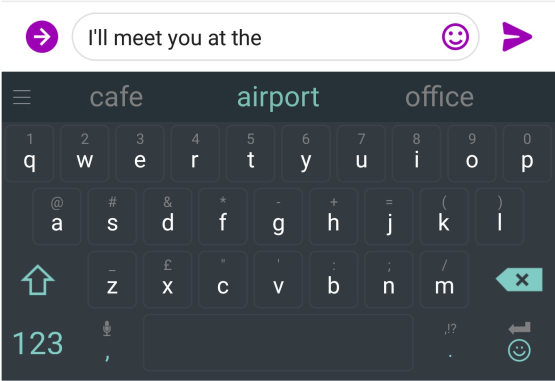 I'll meet you at the
cafe airport office
1 2 3 4 5 6 7 8 9 0
q w e r t y u i o p
@ # & * - + = ( )
a s d f g h j k l
_ £ " ' : ; /
z x c v b n m
123 , ,!? .